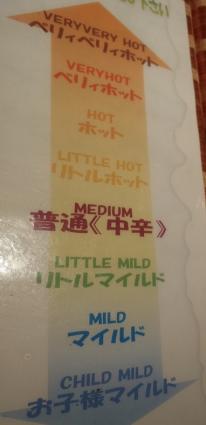 下さい
VERYVERY HOT
ベリィベリィホット
VERYHOT
ベリィホット
HOT
ホット
LITTLE HOT
リトルホット
MEDIUM
普通《中辛》
LITTLE MILD
リトルマイルド
MILD
マイルド
CHILD MILD
お子様マイルド